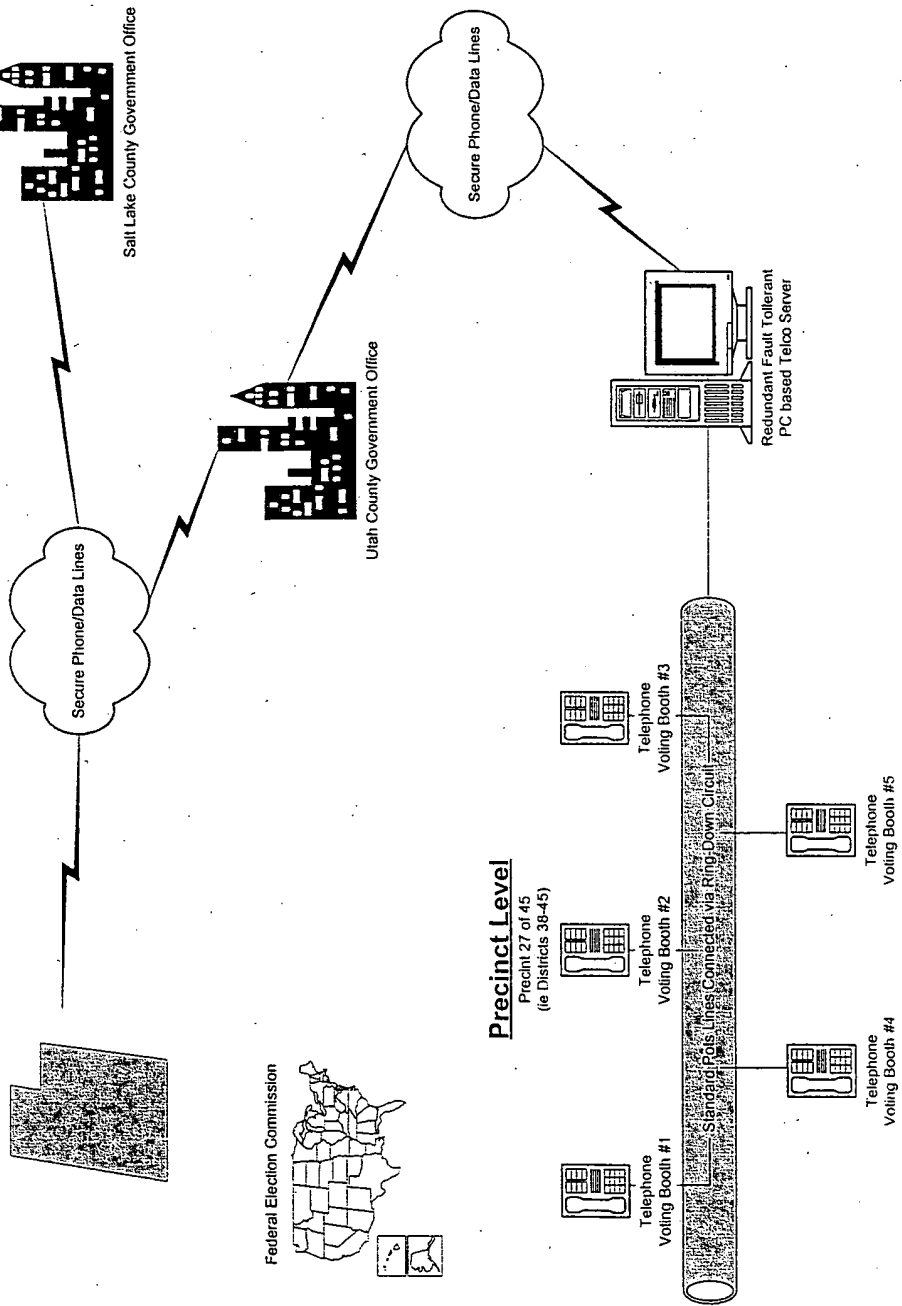 Salt Lake County Government Office
Secure Phone/Data Lines
Utah County Government Office
Secure Phone/Data Lines
Federal Election Commission
Redundant Fault Tollerant
PC based Telco Server
Precinct Level
Precint 27 of 45
(ie Districts 38-45)
Telephone
Voting Booth #1
Telephone
Voting Booth #2
Telephone
Voting Booth #3
Standard Pots Lines Connected via Ring-Down Circuit
Telephone
Voting Booth #4
Telephone
Voting Booth #5